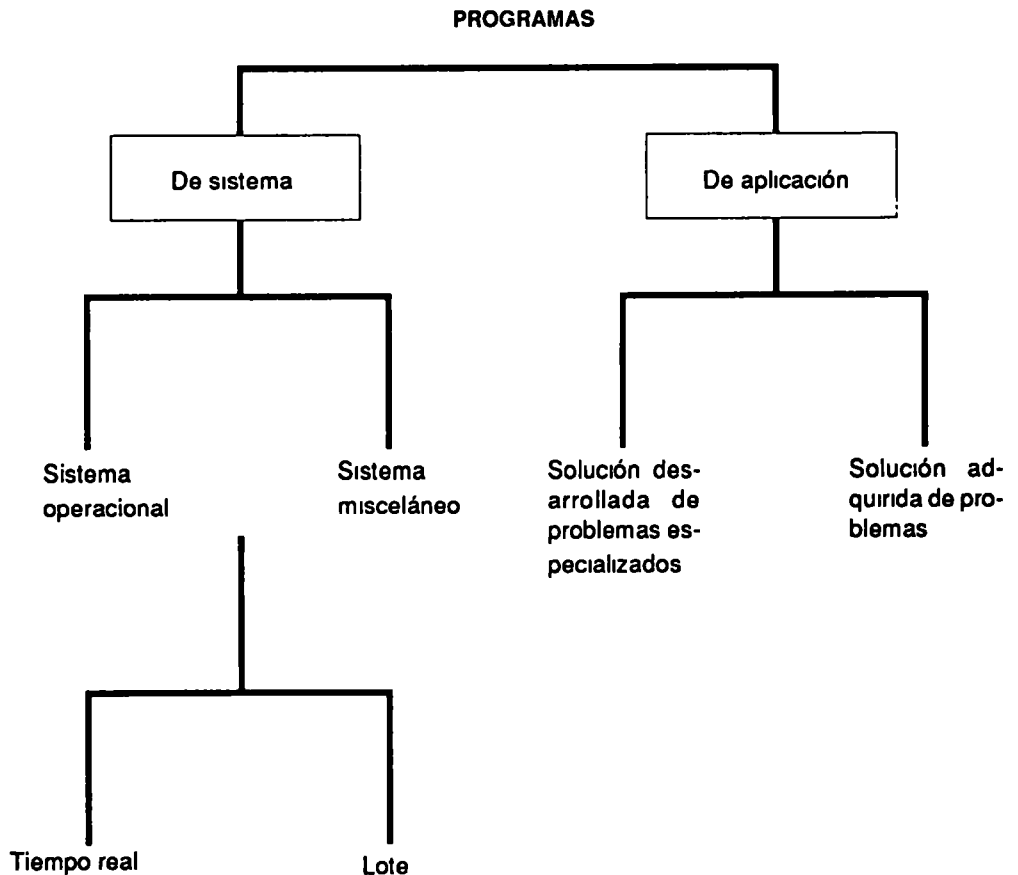 PROGRAMAS
De sistema
De aplicación
Sistema
operacional
Sistema
misceláneo
Solución des-
arrollada de
problemas es-
pecializados
Solución ad-
quirida de pro-
blemas
Tiempo real
Lote